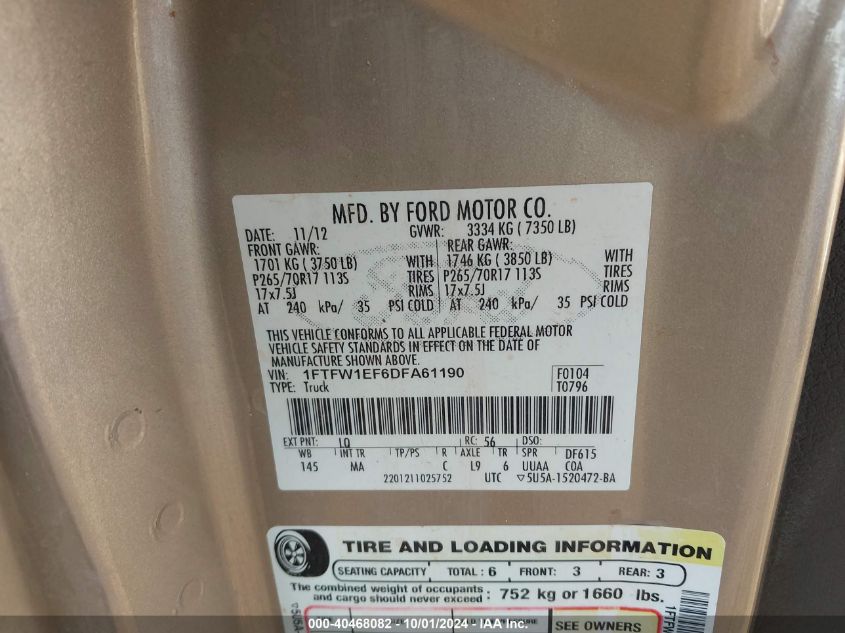 MFD. BY FORD MOTOR CO.
DATE: 11/12 GVWR: 3334 KG ( 7350 LB)
FRONT GAWR: REAR GAWR:
1701 KG ( 3750 LB) WITH 1746 KG ( 3850 LB) WITH
P265/70R17 113S TIRES P265/70R17 113S TIRES
17x7.5J RIMS 17x7.5J RIMS
AT 240 kPa/ 35 PSI COLD AT 240 kPa/ 35 PSI COLD
THIS VEHICLE CONFORMS TO ALL APPLICABLE FEDERAL MOTOR
VEHICLE SAFETY STANDARDS IN EFFECT ON THE DATE OF
MANUFACTURE SHOWN ABOVE.
VIN: 1FTFW1EF6DFA61190 F0104
TYPE: Truck T0796
EXT PNT: LQ RC: 56 DSO:
WB INT TR TP/PS R AXLE TR SPR DF615
145 MA C L9 6 UUAA COA
2201211025752 UTC ▽5U5A-1520472-BA
TIRE AND LOADING INFORMATION
SEATING CAPACITY TOTAL : 6 FRONT: 3 REAR: 3
The combined weight of occupants
and cargo should never exceed : 752 kg or 1660 lbs.
SEE OWNERS
000-40468082 - 10/01/2024 - IAA Inc.